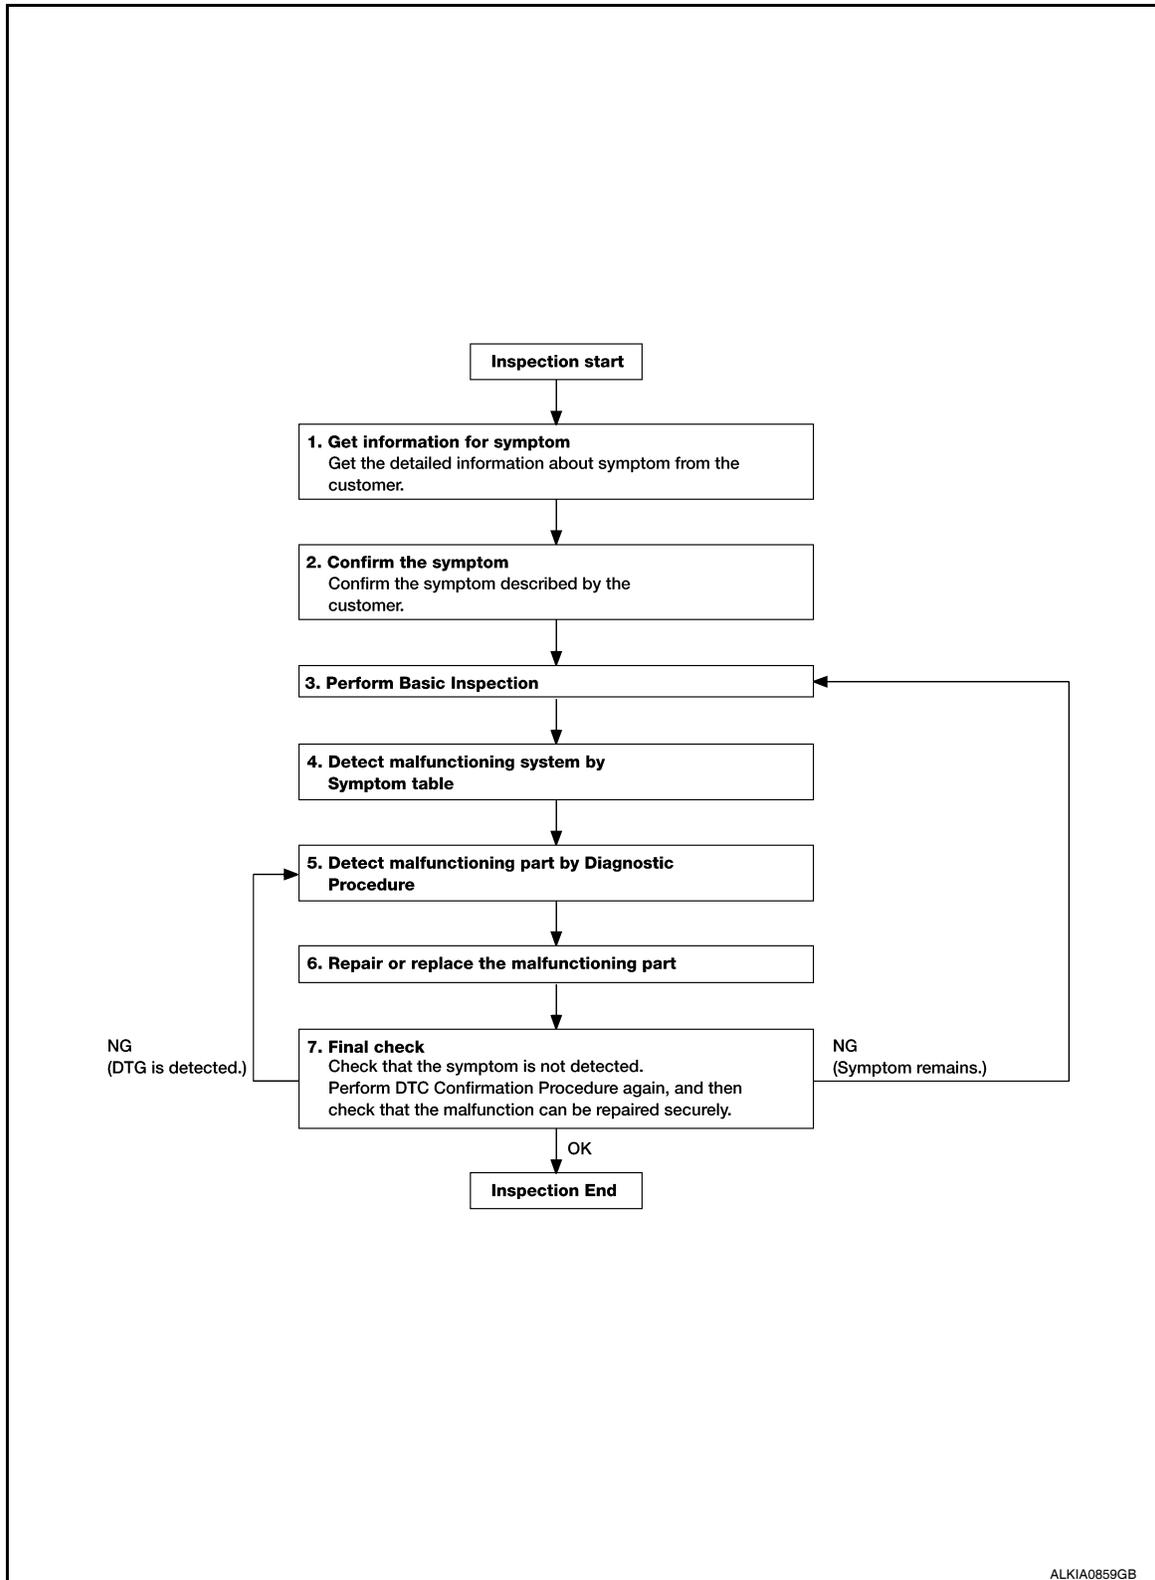 Inspection start
1. Get information for symptom
Get the detailed information about symptom from the
customer.
2. Confirm the symptom
Confirm the symptom described by the
customer.
3. Perform Basic Inspection
4. Detect malfunctioning system by
Symptom table
5. Detect malfunctioning part by Diagnostic
Procedure
6. Repair or replace the malfunctioning part
NG
(DTG is detected.)
7. Final check
Check that the symptom is not detected.
Perform DTC Confirmation Procedure again, and then
check that the malfunction can be repaired securely.
NG
(Symptom remains.)
OK
Inspection End
ALKIA0859GB